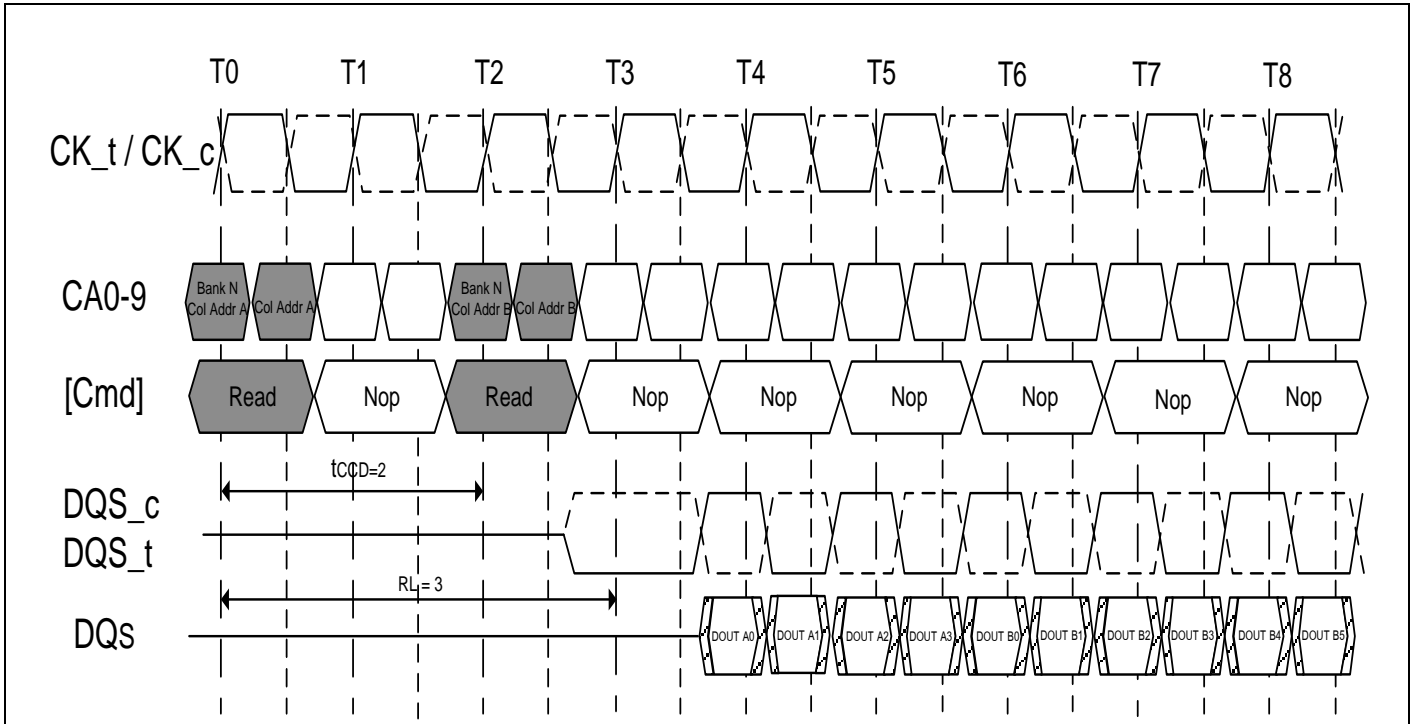 T0 T1 T2 T3 T4 T5 T6 T7 T8
CK_t / CK_c
CA0-9
Bank N
Col Addr A
Col Addr A
Bank N
Col Addr B
Col Addr B
[Cmd]
Read Nop Read Nop Nop Nop Nop Nop Nop
tCCD=2
DQS_c
DQS_t
RL = 3
DQs
DOUT A0 DOUT A1 DOUT A2 DOUT A3 DOUT B0 DOUT B1 DOUT B2 DOUT B3 DOUT B4 DOUT B5